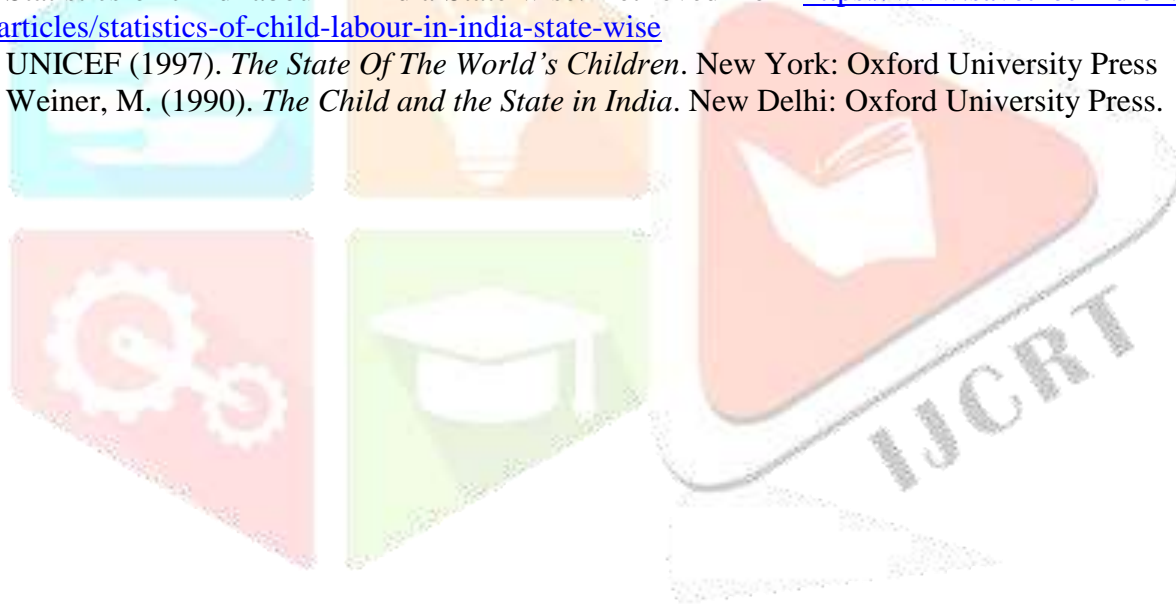 articles/statistics-of-child-labour-in-india-state-wise
UNICEF (1997). The State Of The World’s Children. New York: Oxford University Press
Weiner, M. (1990). The Child and the State in India. New Delhi: Oxford University Press.
IJCRT